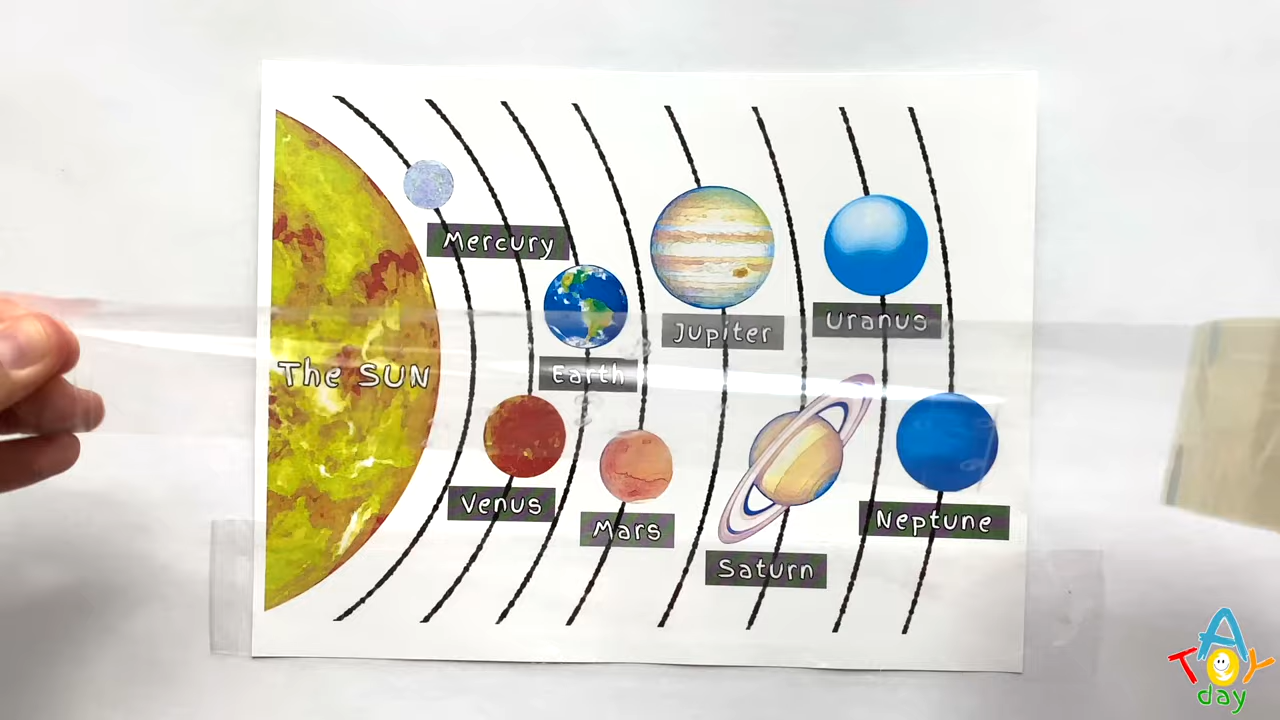 The SUN
Mercury
Venus
Earth
Mars
Jupiter
Saturn
Uranus
Neptune
A
TOY
day